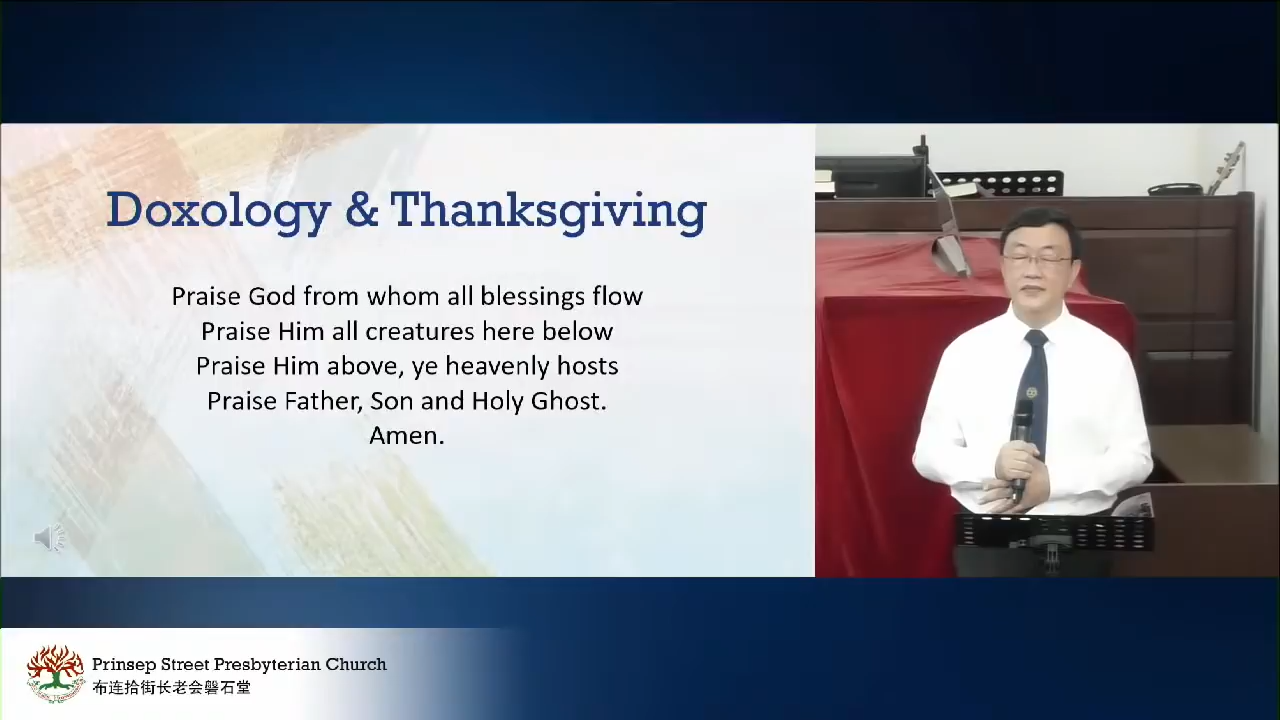 Doxology & Thanksgiving
Praise God from whom all blessings flow
Praise Him all creatures here below
Praise Him above, ye heavenly hosts
Praise Father, Son and Holy Ghost.
Amen.
Prinsep Street Presbyterian Church
布连拾街长老会磐石堂